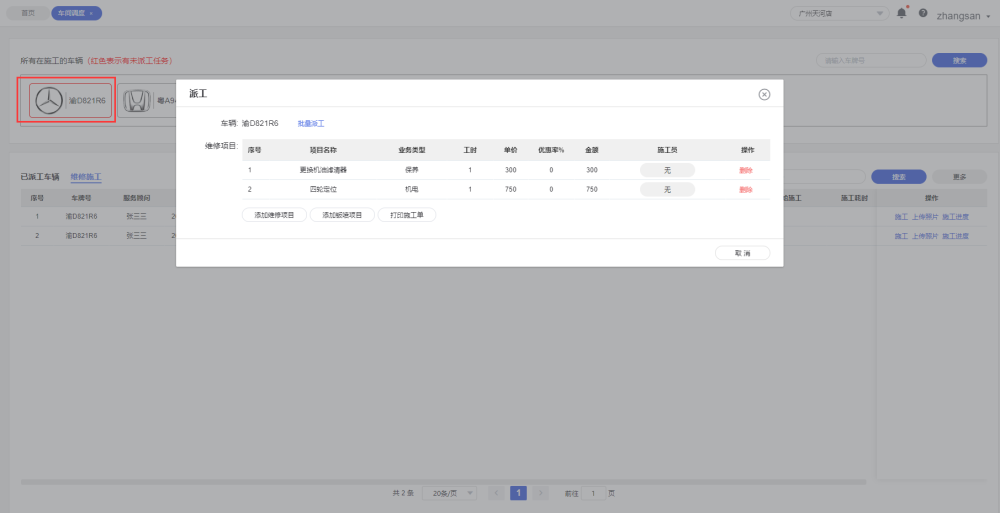 首页 车间调度 × 广州天河店 zhangsan
所有在施工的车辆（红色表示有未派工任务） 请输入车牌号 搜索
渝D821R6 粤A9
派工
车辆: 渝D821R6 批量派工
维修项目:
序号 项目名称 业务类型 工时 单价 优惠率% 金额 施工员 操作
1 更换机油滤清器 保养 1 300 0 300 无 删除
2 四轮定位 机电 1 750 0 750 无 删除
添加维修项目 添加钣喷项目 打印施工单
取 消
已派工车辆 维修施工 搜索 更多
序号 车牌号 服务顾问 始施工 施工耗时 操作
1 渝D821R6 张三三 20 施工 上传照片 施工进度
2 渝D821R6 张三三 20 施工 上传照片 施工进度
共 2 条 20条/页 < 1 > 前往 1 页